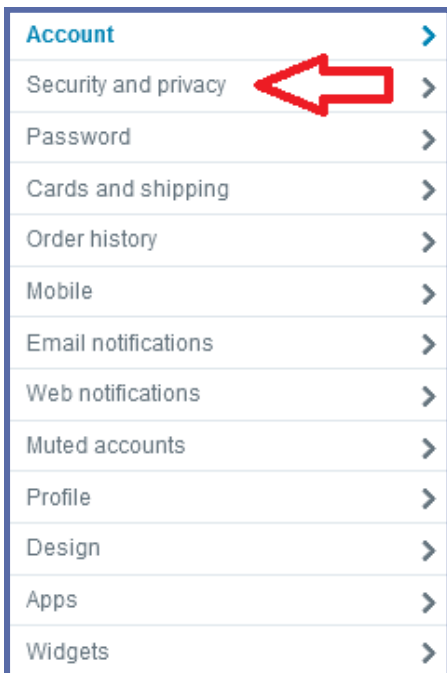 Account
Security and privacy
Password
Cards and shipping
Order history
Mobile
Email notifications
Web notifications
Muted accounts
Profile
Design
Apps
Widgets